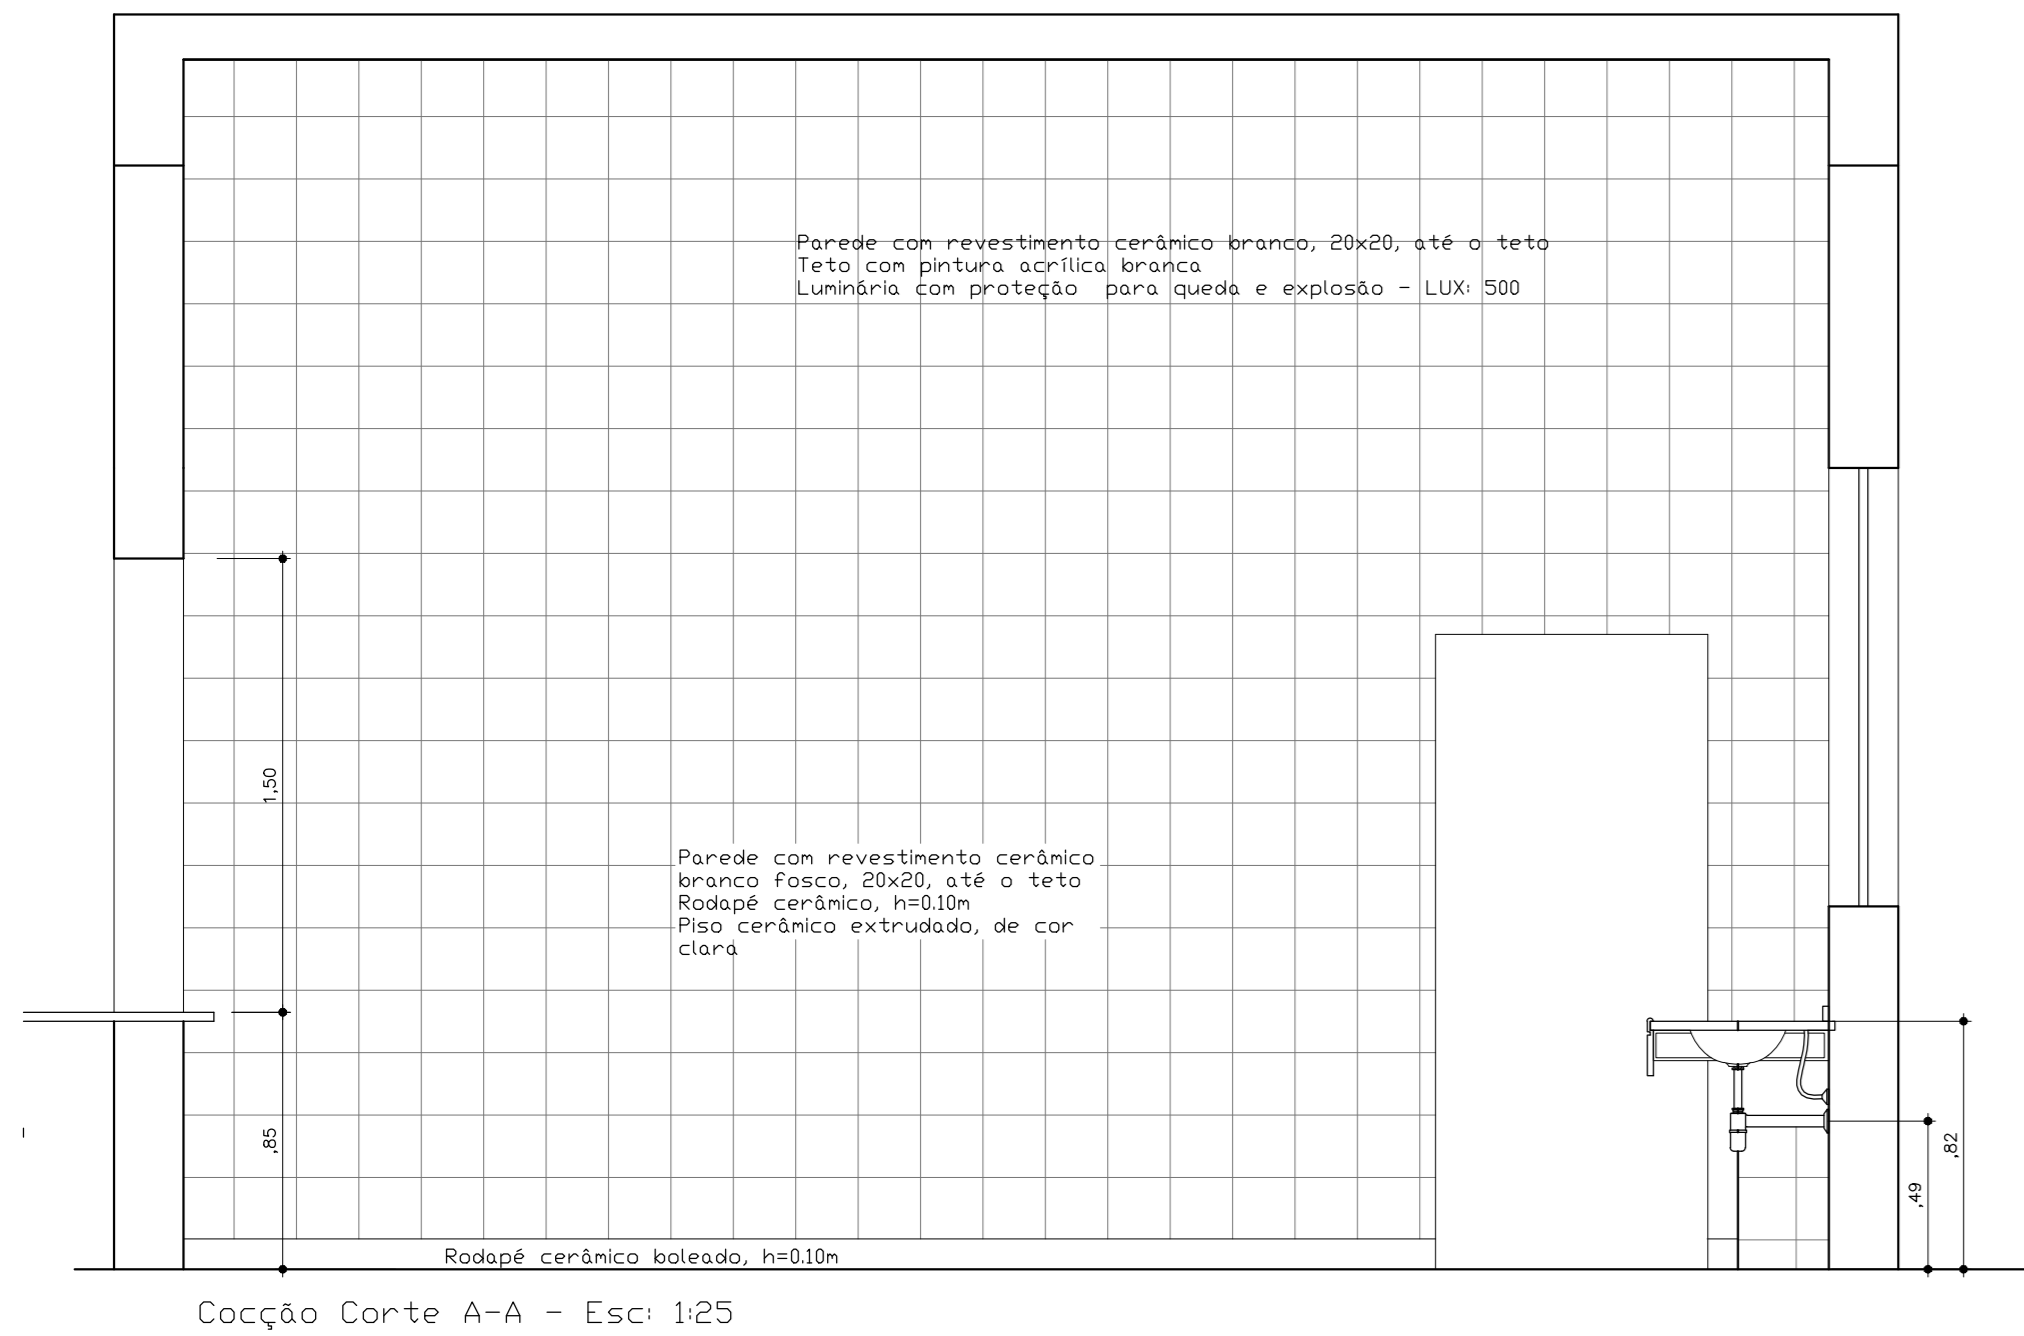 Parede com revestimento cerâmico branco, 20x20, até o teto
Teto com pintura acrílica branca
Luminária com proteção  para queda e explosão - LUX: 500
1,50
Parede com revestimento cerâmico
branco fosco, 20x20, até o teto
Rodapé cerâmico, h=0.10m
Piso cerâmico extrudado, de cor
clara
,85
,82
,49
Rodapé cerâmico boleado, h=0.10m
Cocção Corte A-A - Esc: 1:25